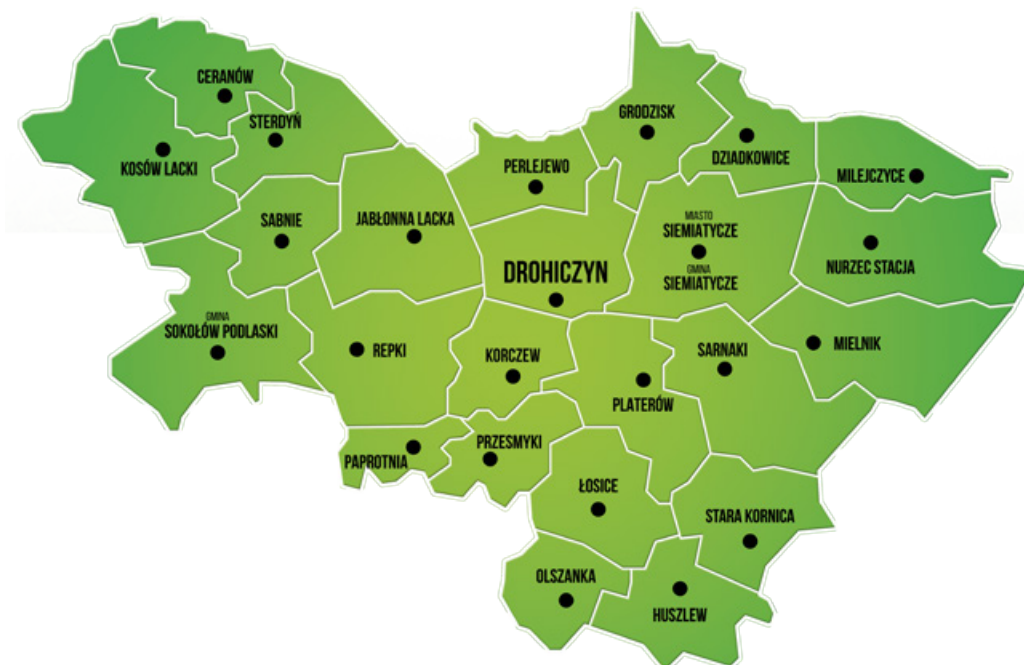 CERANÓW
STERDYŃ
KOSÓW LACKI
GRODZISK
DZIADKOWICE
PERLEJEWO
MILEJCZYCE
SABNIE
JABŁONNA LACKA
MIASTO
SIEMIATYCZE
GMINA
SIEMIATYCZE
DROHICZYN
NURZEC STACJA
GMINA
SOKOŁÓW PODLASKI
REPKI
KORCZEW
SARNAKI
MIELNIK
PLATERÓW
PAPROTNIA
PRZESMYKI
ŁOSICE
STARA KORNICA
OLSZANKA
HUSZLEW